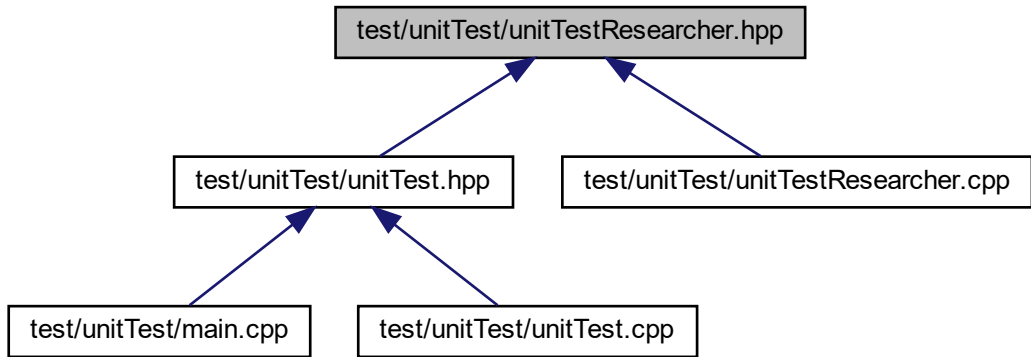 test/unitTest/unitTestResearcher.hpp
test/unitTest/unitTest.hpp
test/unitTest/unitTestResearcher.cpp
test/unitTest/main.cpp
test/unitTest/unitTest.cpp